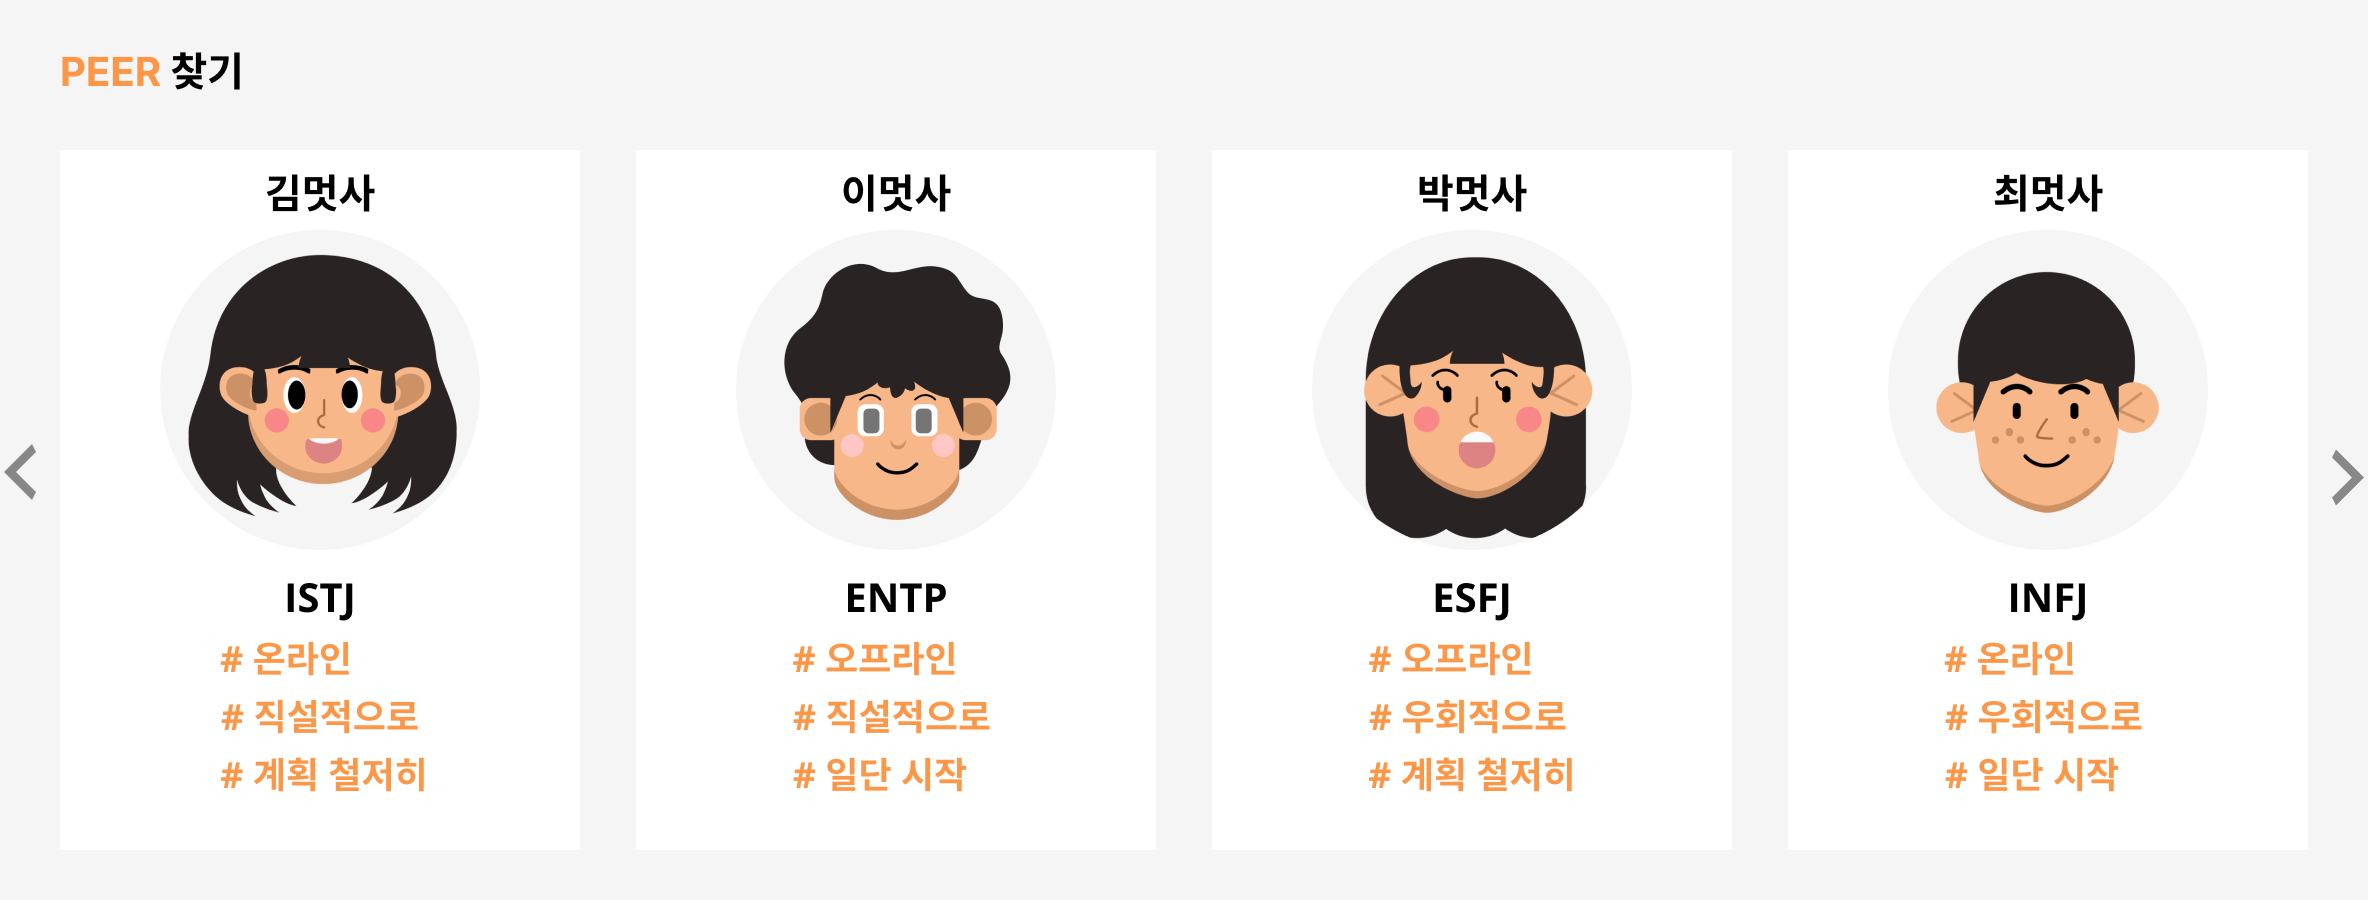 PEER 찾기
김멋사
ISTJ
# 온라인
# 직설적으로
# 계획 철저히
이멋사
ENTP
# 오프라인
# 직설적으로
# 일단 시작
박멋사
ESFJ
# 오프라인
# 우회적으로
# 계획 철저히
최멋사
INFJ
# 온라인
# 우회적으로
# 일단 시작